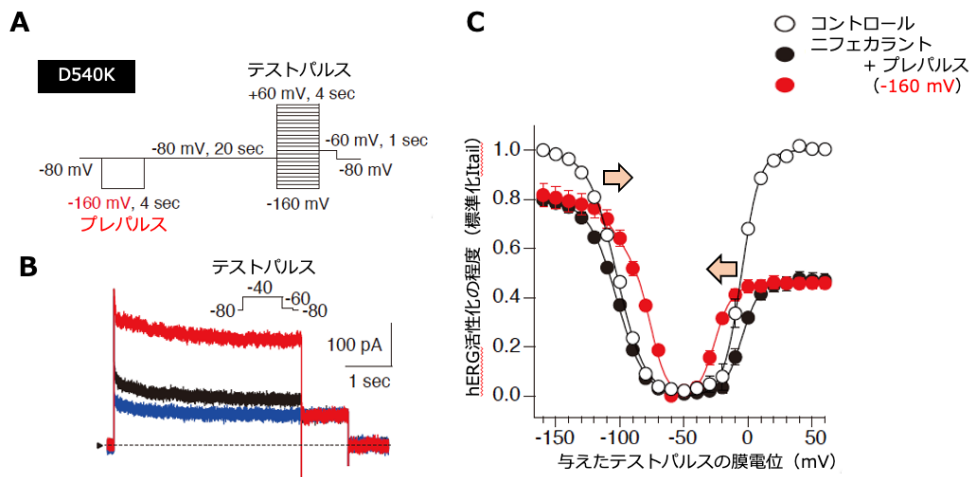 A
D540K
テストパルス
+60 mV, 4 sec
-60 mV, 1 sec
-80 mV, 20 sec
-80 mV
-80 mV
-160 mV, 4 sec
-160 mV
プレパルス
B
テストパルス
-40
-80
-60
-80
100 pA
1 sec
C
コントロール
ニフェカラント
+ プレパルス
(-160 mV)
hERG活性化の程度(標準化Itail)
1.0
0.8
0.6
0.4
0.2
0.0
-150
-100
-50
0
50
与えたテストパルスの膜電位(mV)